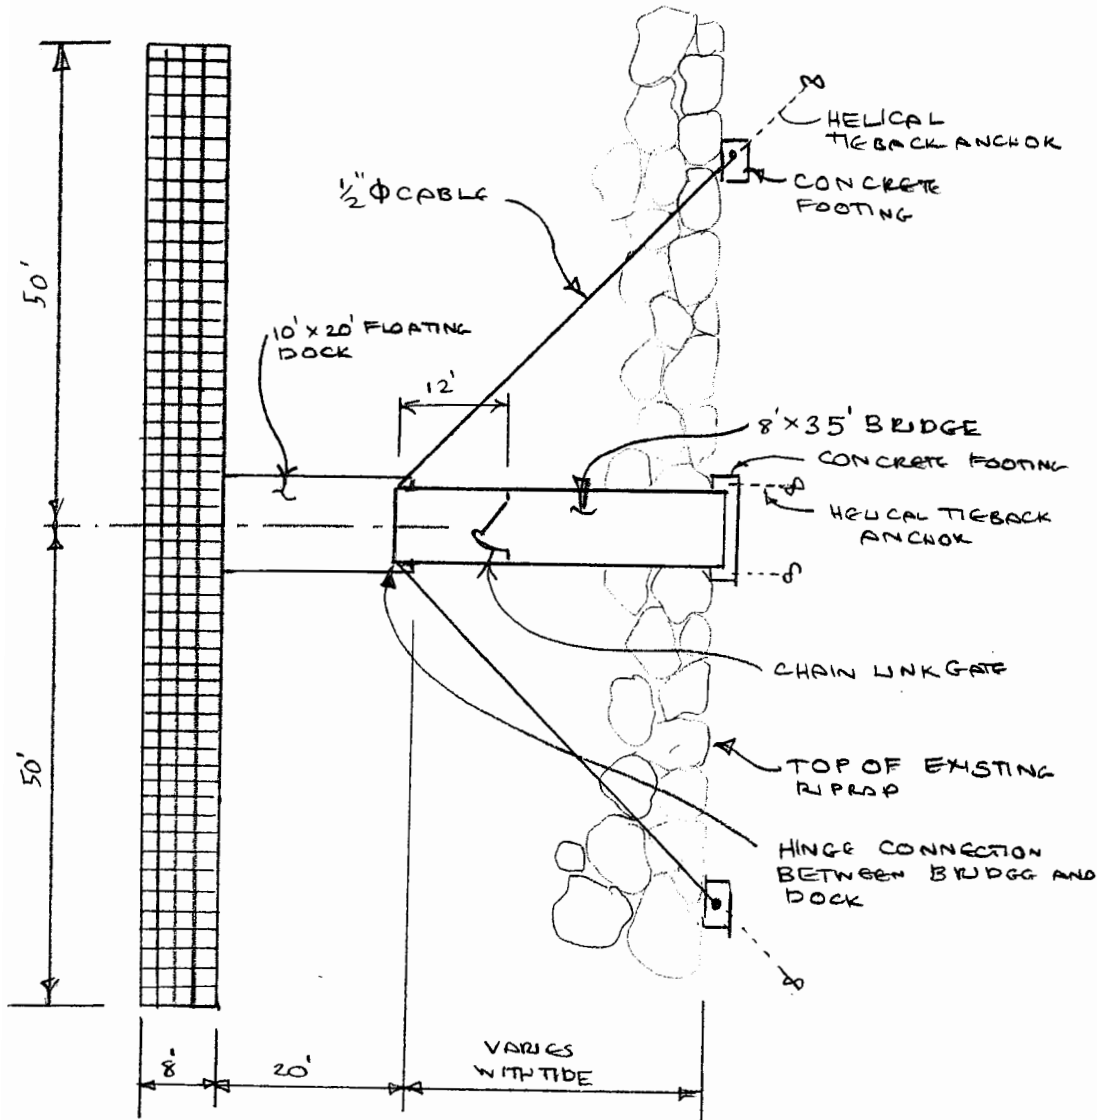 HELICAL
TIEBACK ANCHOR
CONCRETE
FOOTING
½" Φ CABLE
50'
10' × 20' FLOATING
DOCK
12'
8' × 35' BRIDGE
CONCRETE FOOTING
HELICAL TIEBACK
ANCHOR
CHAIN LINK GATE
50'
TOP OF EXISTING
RIPRAP
HINGE CONNECTION
BETWEEN BRIDGE AND
DOCK
8'
20'
VARIES
WITH TIDE